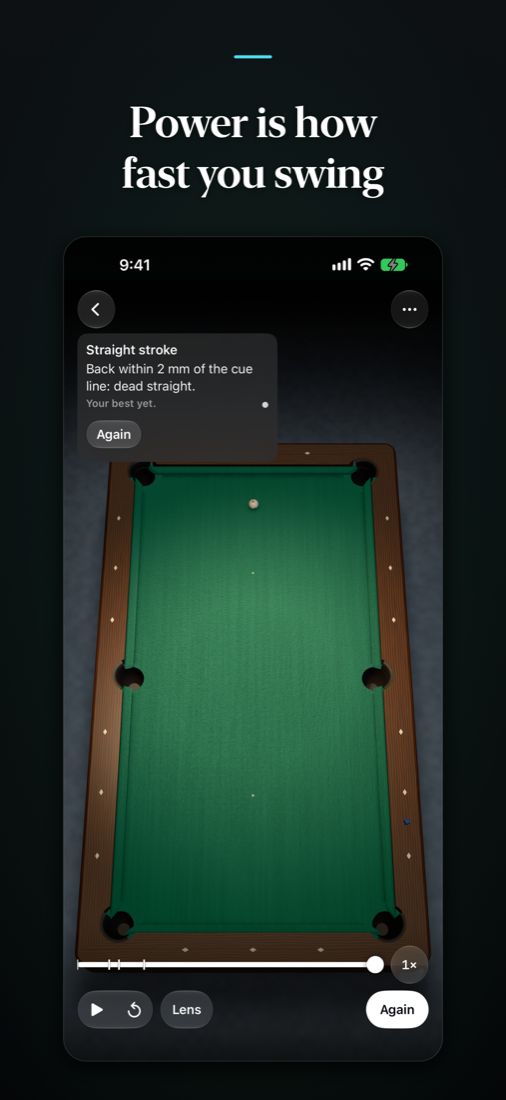 Power is how
fast you swing
9:41
Straight stroke
Back within 2 mm of the cue
line: dead straight.
Your best yet.
Again
1×
Lens
Again